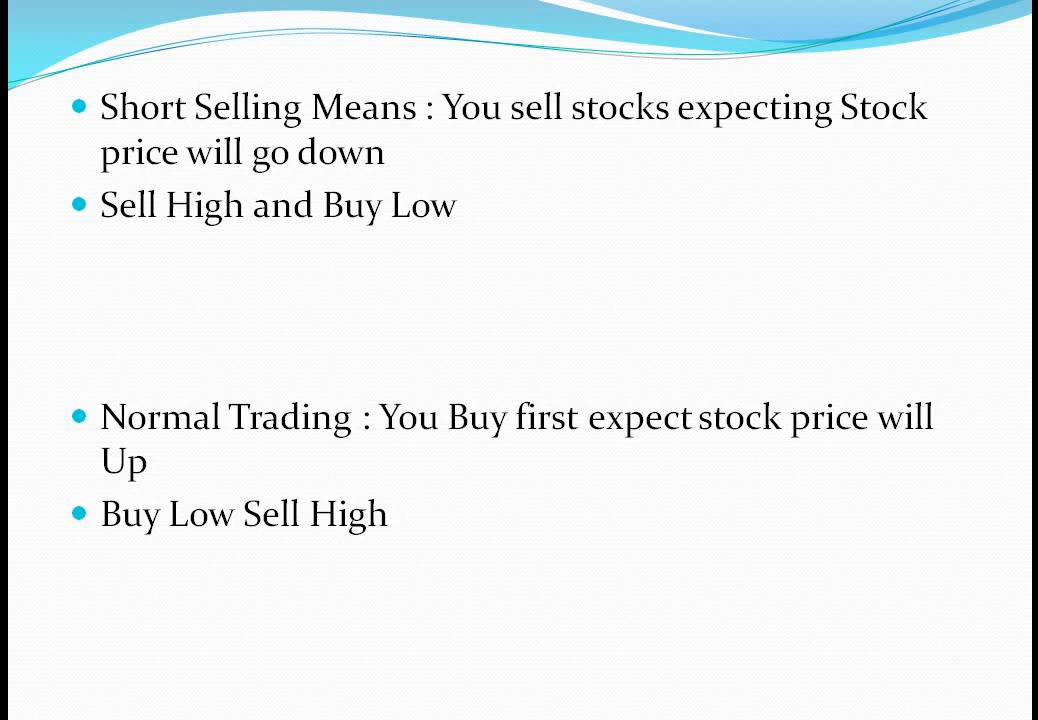 Short Selling Means : You sell stocks expecting Stock
price will go down
Sell High and Buy Low
Normal Trading : You Buy first expect stock price will
Up
Buy Low Sell High